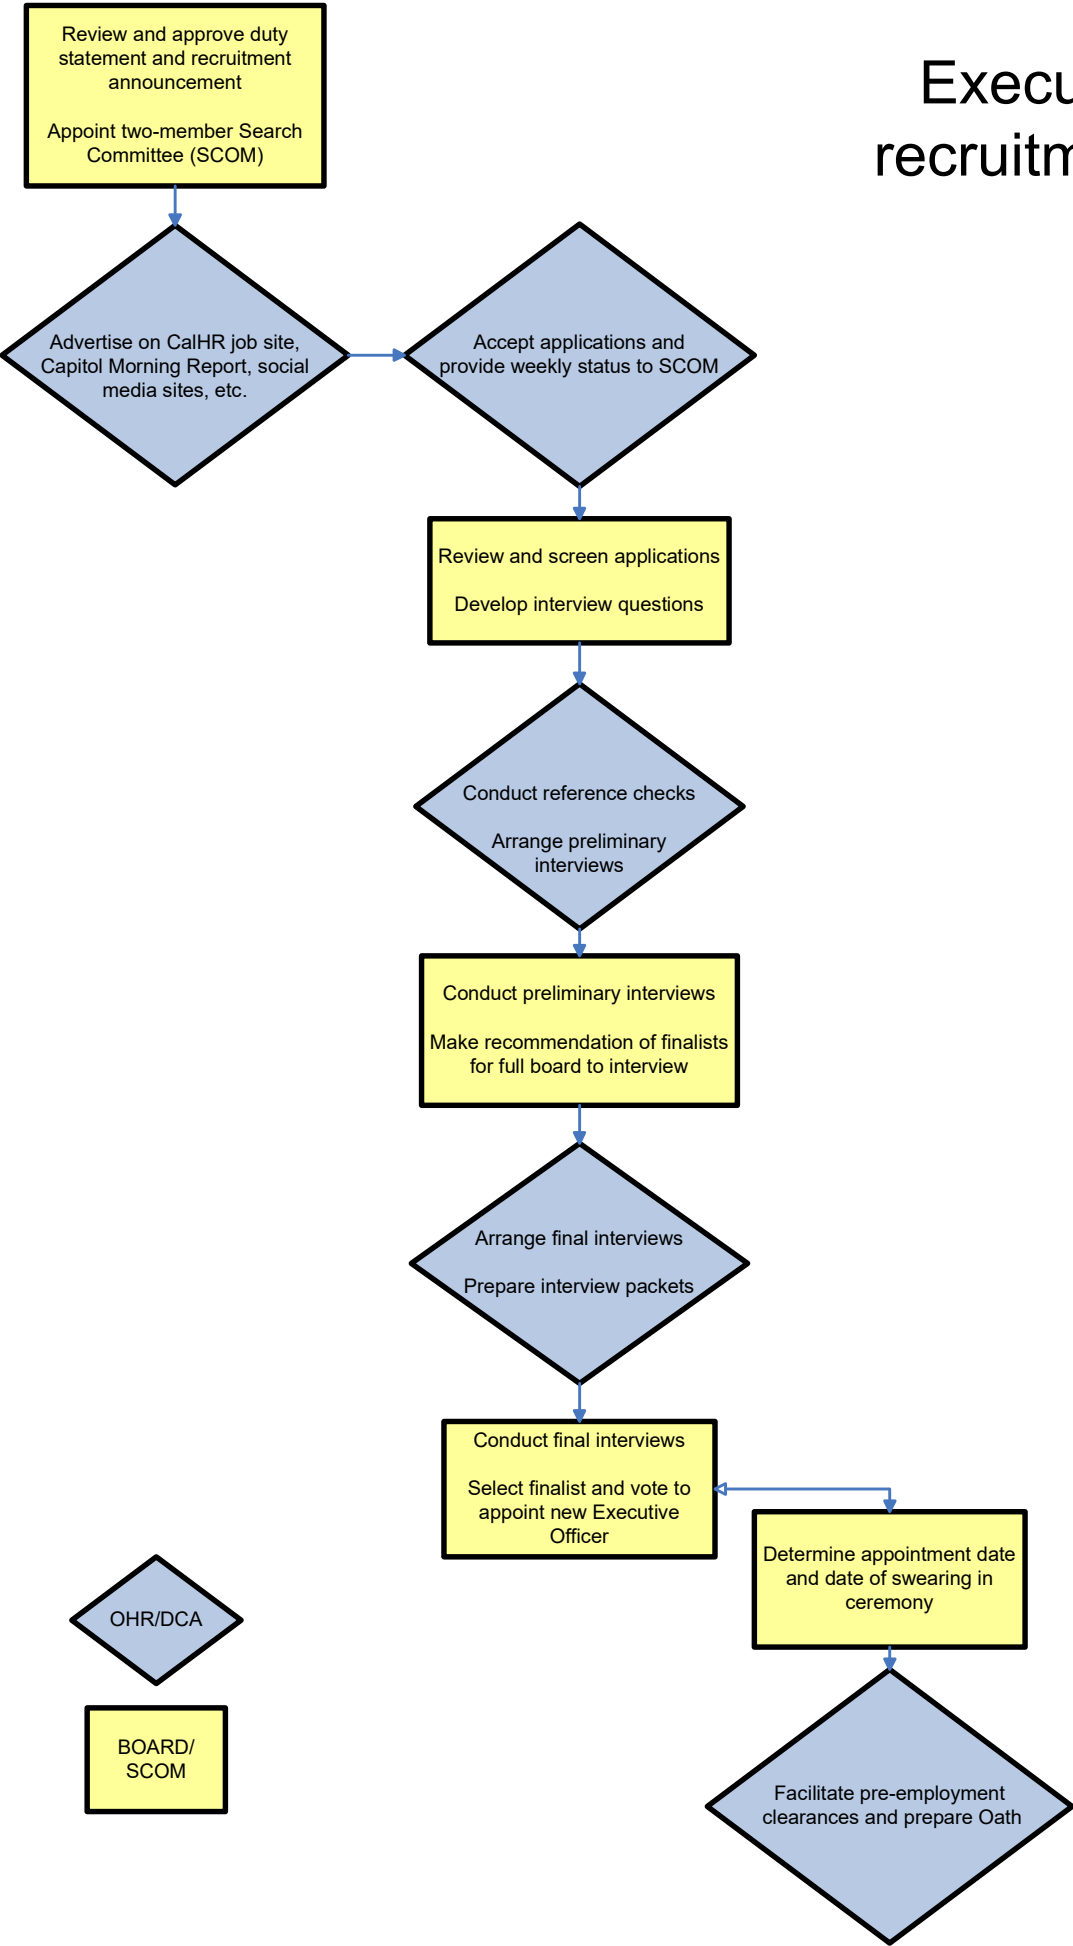 Review and approve duty
statement and recruitment
announcement
Appoint two-member Search
Committee (SCOM)
Execu
recruitm
Advertise on CalHR job site,
Capitol Morning Report, social
media sites, etc.
Accept applications and
provide weekly status to SCOM
Review and screen applications
Develop interview questions
Conduct reference checks
Arrange preliminary
interviews
Conduct preliminary interviews
Make recommendation of finalists
for full board to interview
Arrange final interviews
Prepare interview packets
Conduct final interviews
Select finalist and vote to
appoint new Executive
Officer
Determine appointment date
and date of swearing in
ceremony
OHR/DCA
BOARD/
SCOM
Facilitate pre-employment
clearances and prepare Oath